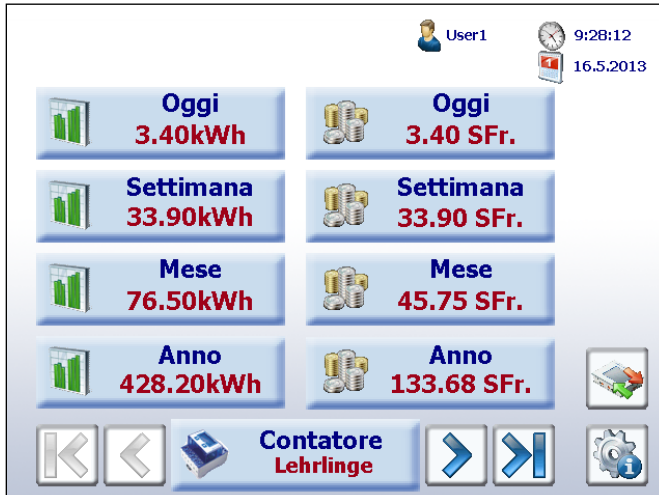 User1
9:28:12
16.5.2013
Oggi
3.40kWh
Oggi
3.40 SFr.
Settimana
33.90kWh
Settimana
33.90 SFr.
Mese
76.50kWh
Mese
45.75 SFr.
Anno
428.20kWh
Anno
133.68 SFr.
Contatore
Lehrlinge